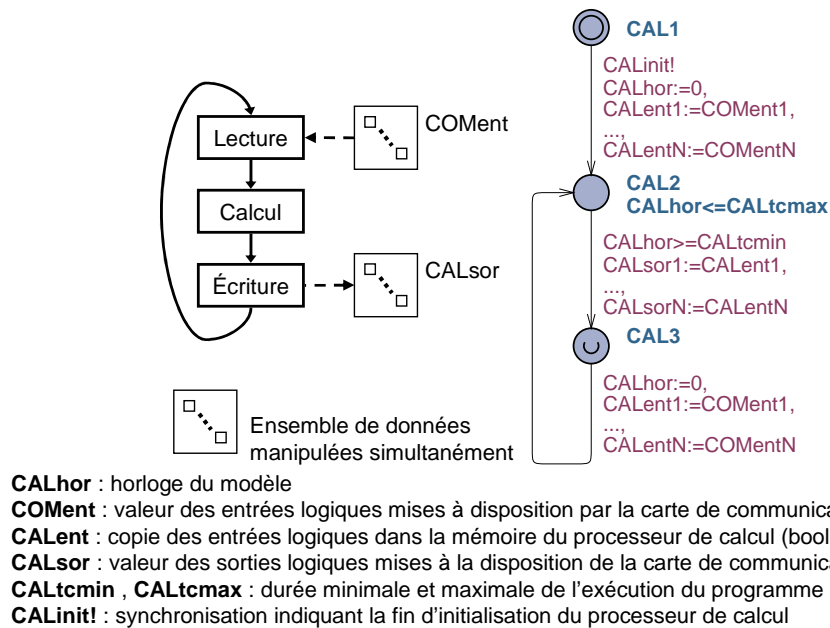 Lecture
Calcul
Écriture
COMent
CALsor
Ensemble de données
manipulées simultanément
CAL1
CALinit!
CALhor:=0,
CALent1:=COMent1,
...,
CALentN:=COMentN
CAL2
CALhor<=CALtcmax
CALhor>=CALtcmin
CALsor1:=CALent1,
...,
CALsorN:=CALentN
CAL3
CALhor:=0,
CALent1:=COMent1,
...,
CALentN:=COMentN
CALhor : horloge du modèle
COMent : valeur des entrées logiques mises à disposition par la carte de communica
CALent : copie des entrées logiques dans la mémoire du processeur de calcul (bool
CALsor : valeur des sorties logiques mises à la disposition de la carte de communica
CALtcmin , CALtcmax : durée minimale et maximale de l'exécution du programme
CALinit! : synchronisation indiquant la fin d'initialisation du processeur de calcul